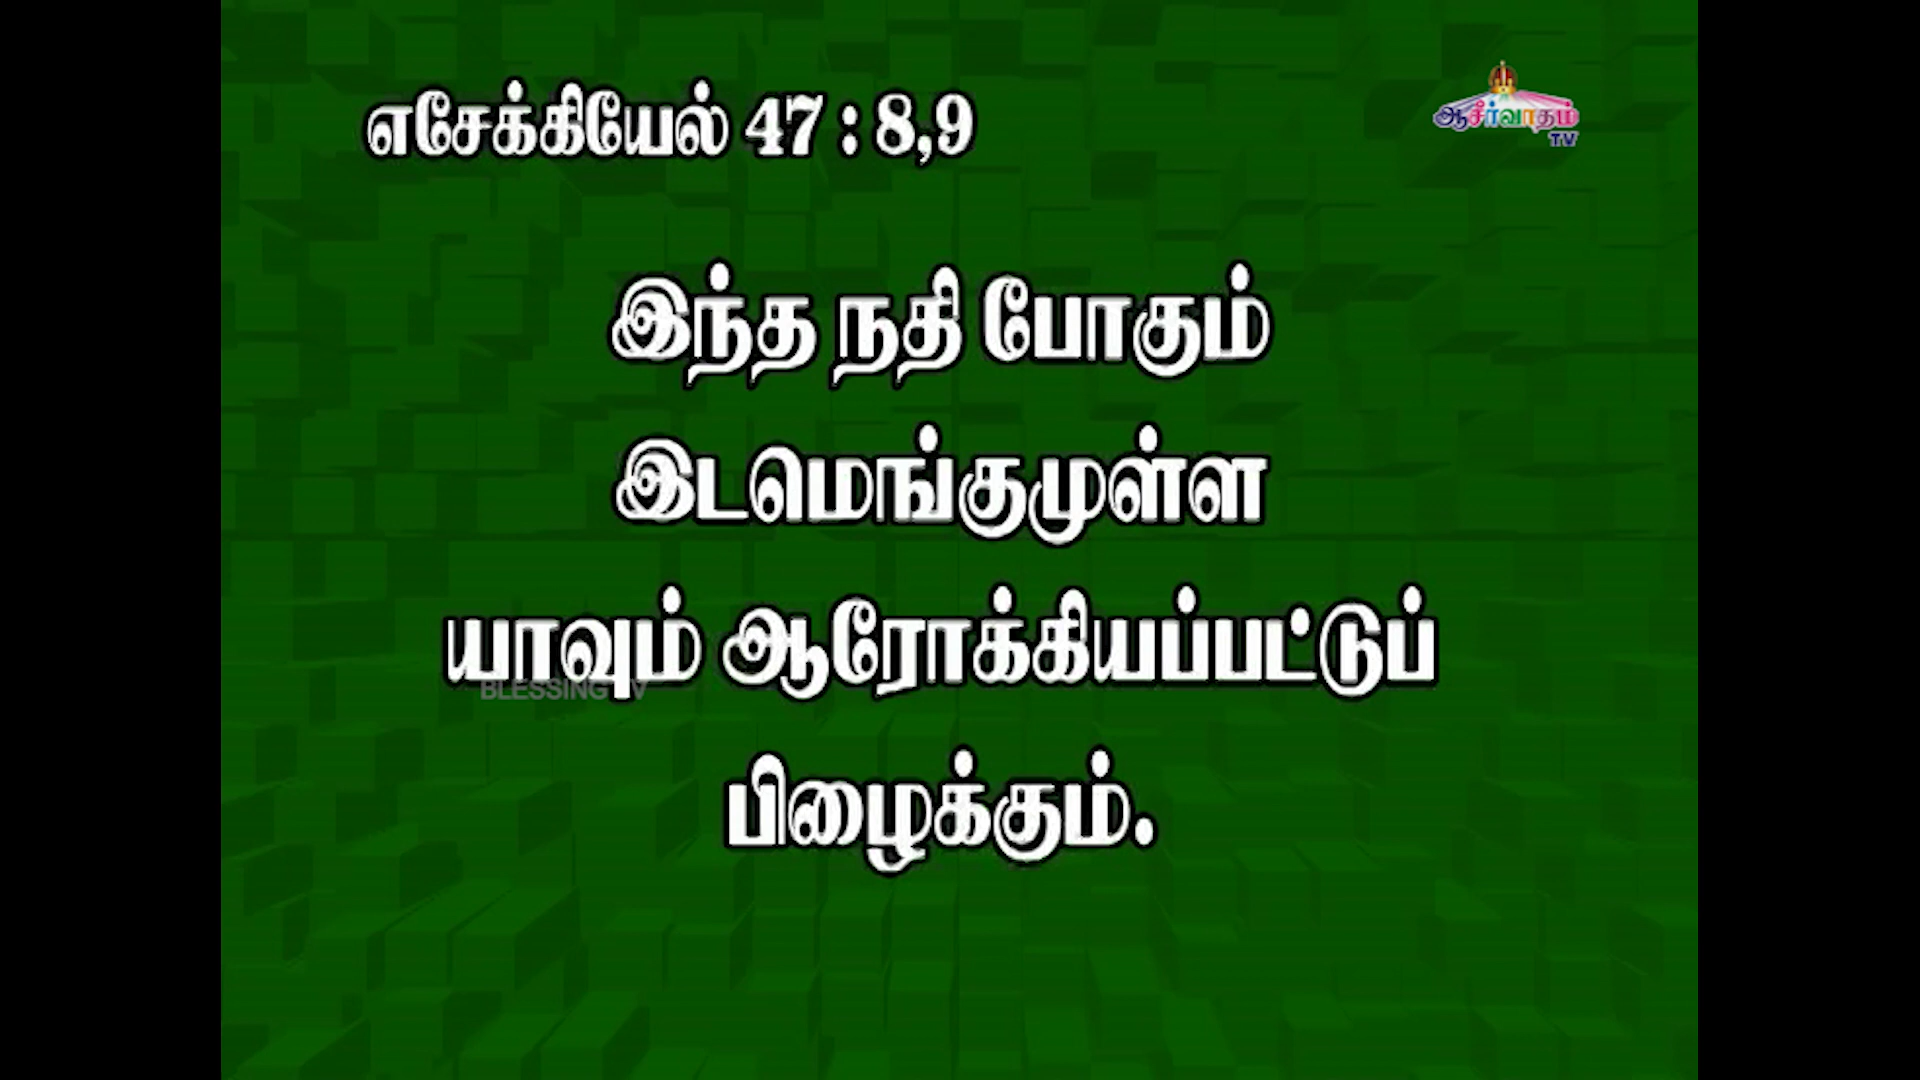 எசேக்கியேல் 47 : 8,9
ஆசீர்வாதம்
TV
இந்த நதி போகும்
இடமெங்குமுள்ள
யாவும் ஆரோக்கியப்பட்டுப்
BLESSING TV
பிழைக்கும்.